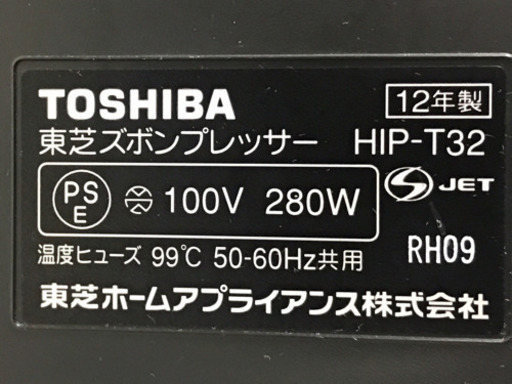 TOSHIBA 12年製
東芝ズボンプレッサー HIP-T32
PS E 100V 280W S JET
温度ヒューズ 99℃ 50-60Hz共用 RH09
東芝ホームアプライアンス株式会社